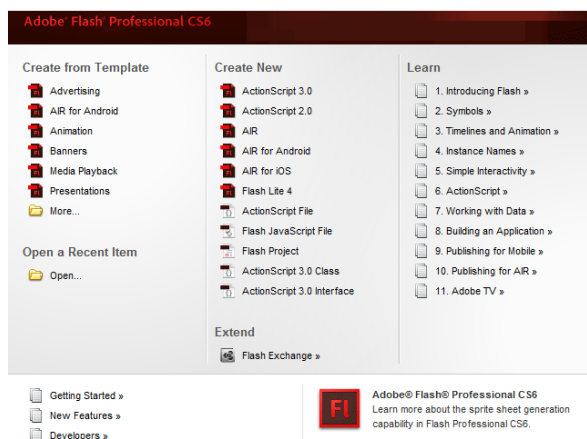 Adobe® Flash® Professional CS6
Create from Template
Advertising
AIR for Android
Animation
Banners
Media Playback
Presentations
More...
Open a Recent Item
Open...
Create New
ActionScript 3.0
ActionScript 2.0
AIR
AIR for Android
AIR for iOS
Flash Lite 4
ActionScript File
Flash JavaScript File
Flash Project
ActionScript 3.0 Class
ActionScript 3.0 Interface
Extend
Flash Exchange »
Learn
1. Introducing Flash »
2. Symbols »
3. Timelines and Animation »
4. Instance Names »
5. Simple Interactivity »
6. ActionScript »
7. Working with Data »
8. Building an Application »
9. Publishing for Mobile »
10. Publishing for AIR »
11. Adobe TV »
Getting Started »
New Features »
Developers »
Fl
Adobe® Flash® Professional CS6
Learn more about the sprite sheet generation
capability in Flash Professional CS6.